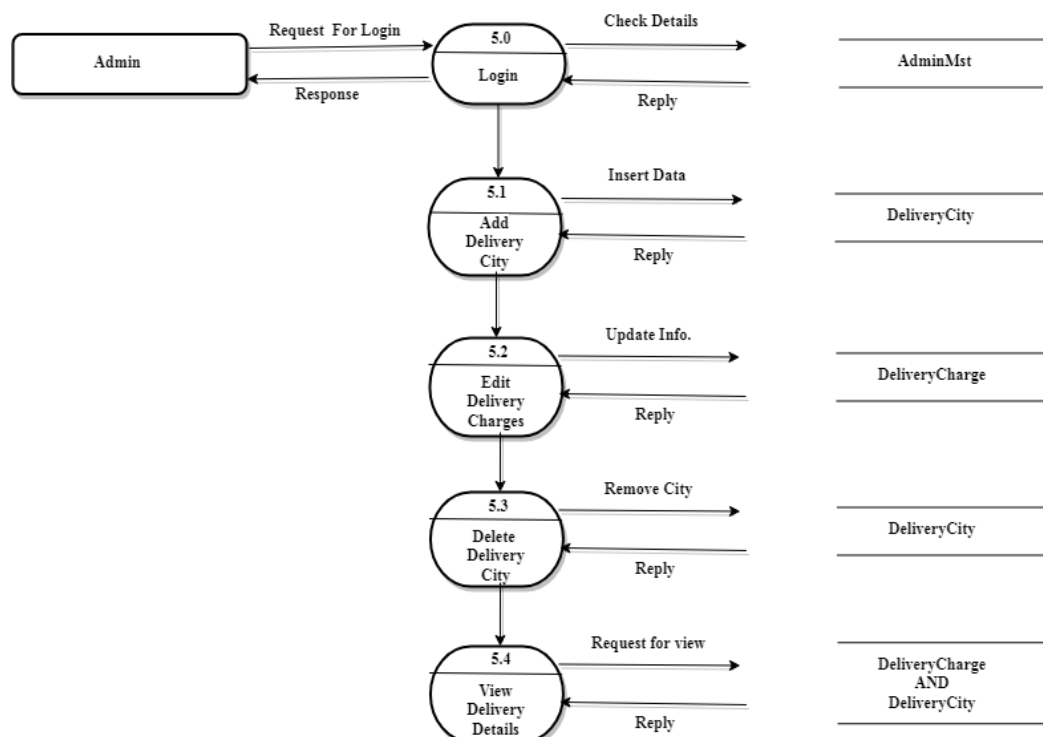 Request For Login
Admin
Response
5.0
Login
Check Details
Reply
AdminMst
5.1
Add
Delivery
City
Insert Data
Reply
DeliveryCity
5.2
Edit
Delivery
Charges
Update Info.
Reply
DeliveryCharge
5.3
Delete
Delivery
City
Remove City
Reply
DeliveryCity
5.4
View
Delivery
Details
Request for view
Reply
DeliveryCharge
AND
DeliveryCity